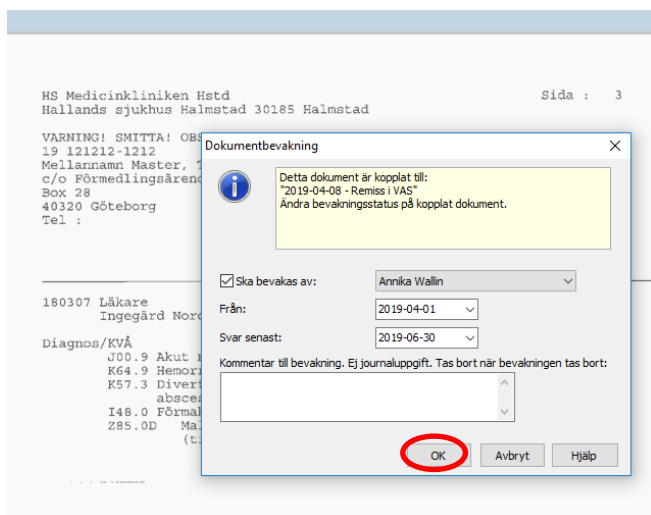 HS Medicinkliniken Hstd Sida : 3
Hallands sjukhus Halmstad 30185 Halmstad
VARNING! SMITTA! OBS
19 121212-1212
Mellannamn Master,
c/o Förmedlingsärend
Box 28
40320 Göteborg
Tel :
Dokumentbevakning
Detta dokument är kopplat till:
"2019-04-08 - Remiss i VAS"
Ändra bevakningsstatus på kopplat dokument.
Ska bevakas av: Annika Wallin
Från: 2019-04-01
Svar senast: 2019-06-30
Kommentar till bevakning. Ej journaluppgift. Tas bort när bevakningen tas bort:
OK Avbryt Hjälp
180307 Läkare
Ingegärd Nord
Diagnos/KVÅ
J00.9 Akut
K64.9 Hemorr
K57.3 Divert
absces
I48.0 Förmak
Z85.0D Mal